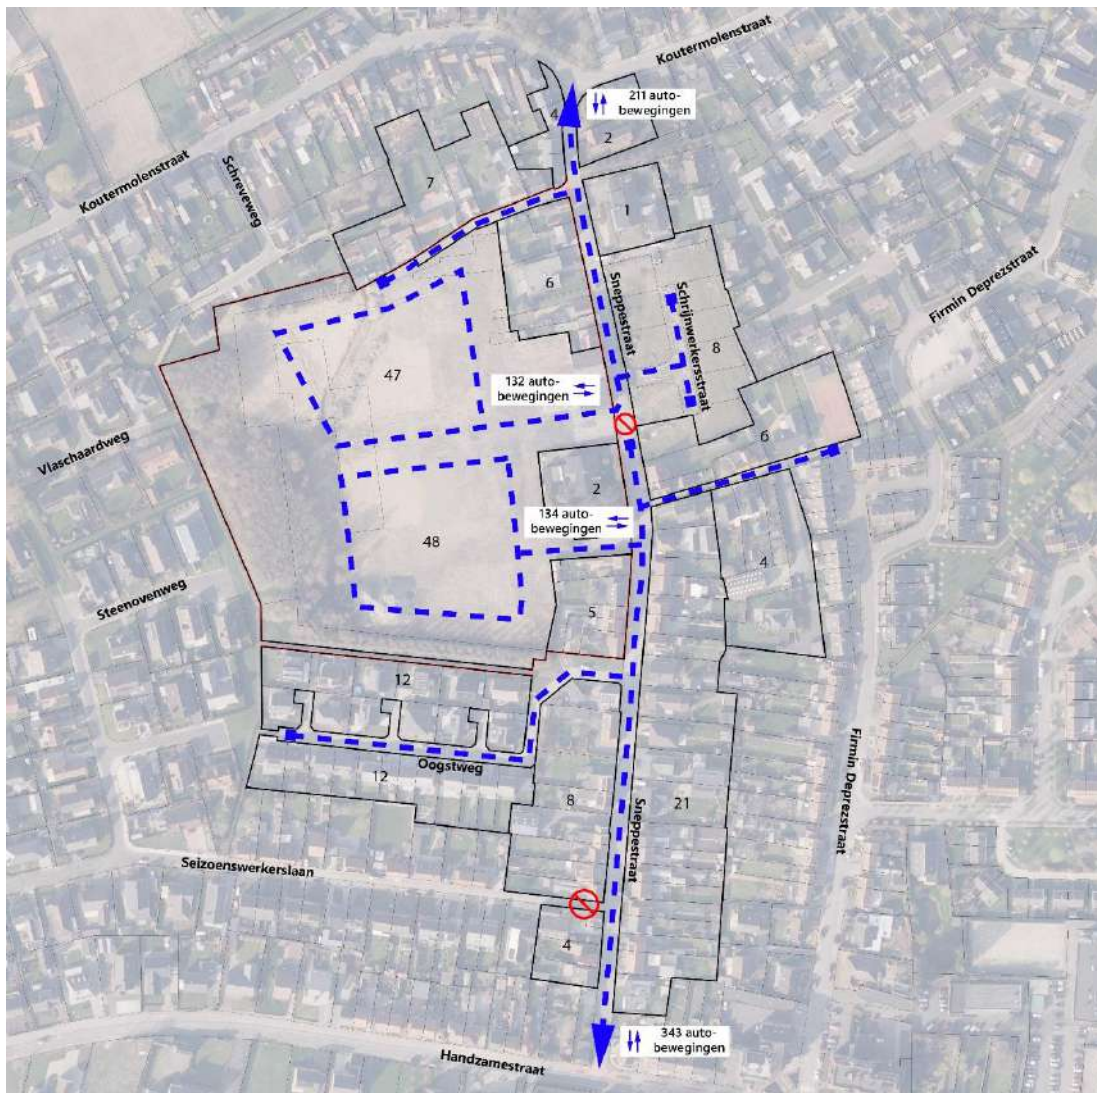 Koutermolenstraat
211 auto-
bewegingen
4
2
Koutermolenstraat
Schreveweg
7
1
6
Sneppestraat
Schrijnwerkersstraat
8
Firmin Deprezstraat
47
132 auto-
bewegingen
Vlaschaardweg
6
2
134 auto-
bewegingen
48
4
Steenovenweg
5
12
Oogstweg
12
8
Sneppestraat
21
Firmin Deprezstraat
Seizoenswerkerslaan
4
343 auto-
bewegingen
Handzamestraat